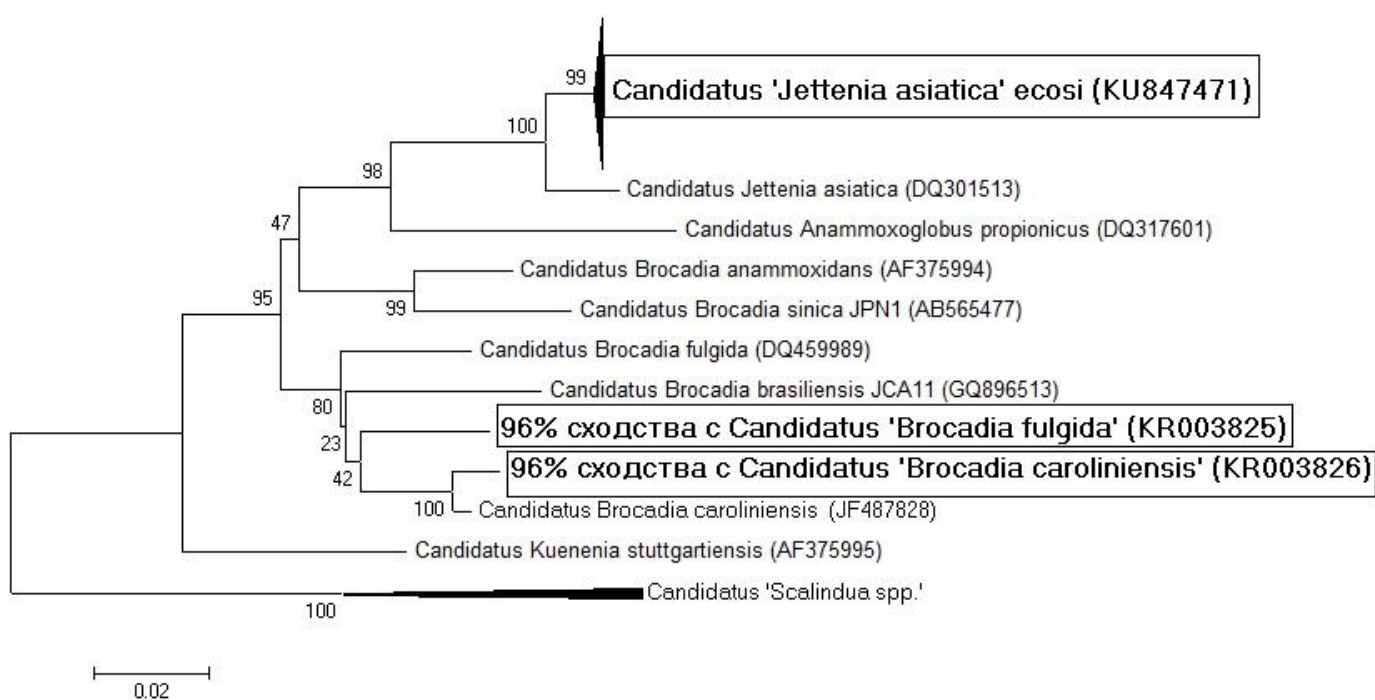 99
Candidatus 'Jettenia asiatica' ecosi (KU847471)
100
98
Candidatus Jettenia asiatica (DQ301513)
47
Candidatus Anammoxoglobus propionicus (DQ317601)
Candidatus Brocadia anammoxidans (AF375994)
95
99
Candidatus Brocadia sinica JPN1 (AB565477)
Candidatus Brocadia fulgida (DQ459989)
Candidatus Brocadia brasiliensis JCA11 (GQ896513)
80
96% сходства с Candidatus 'Brocadia fulgida' (KR003825)
23
96% сходства с Candidatus 'Brocadia caroliniensis' (KR003826)
42
100
Candidatus Brocadia caroliniensis (JF487828)
Candidatus Kuenenia stuttgartiensis (AF375995)
Candidatus 'Scalindua spp.'
100
0.02